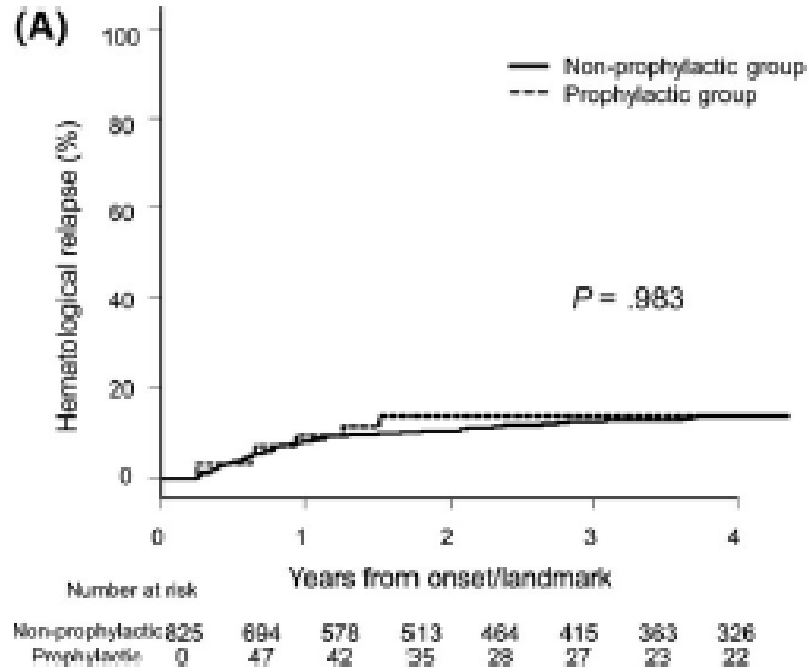 (A)
100
80
60
40
20
0
Hematological relapse (%)
Non-prophylactic group
Prophylactic group
P = .983
0 1 2 3 4
Years from onset/landmark
Number at risk
Non-prophylactic 825 694 578 513 464 415 363 326
Prophylactic 0 47 42 35 28 27 23 22